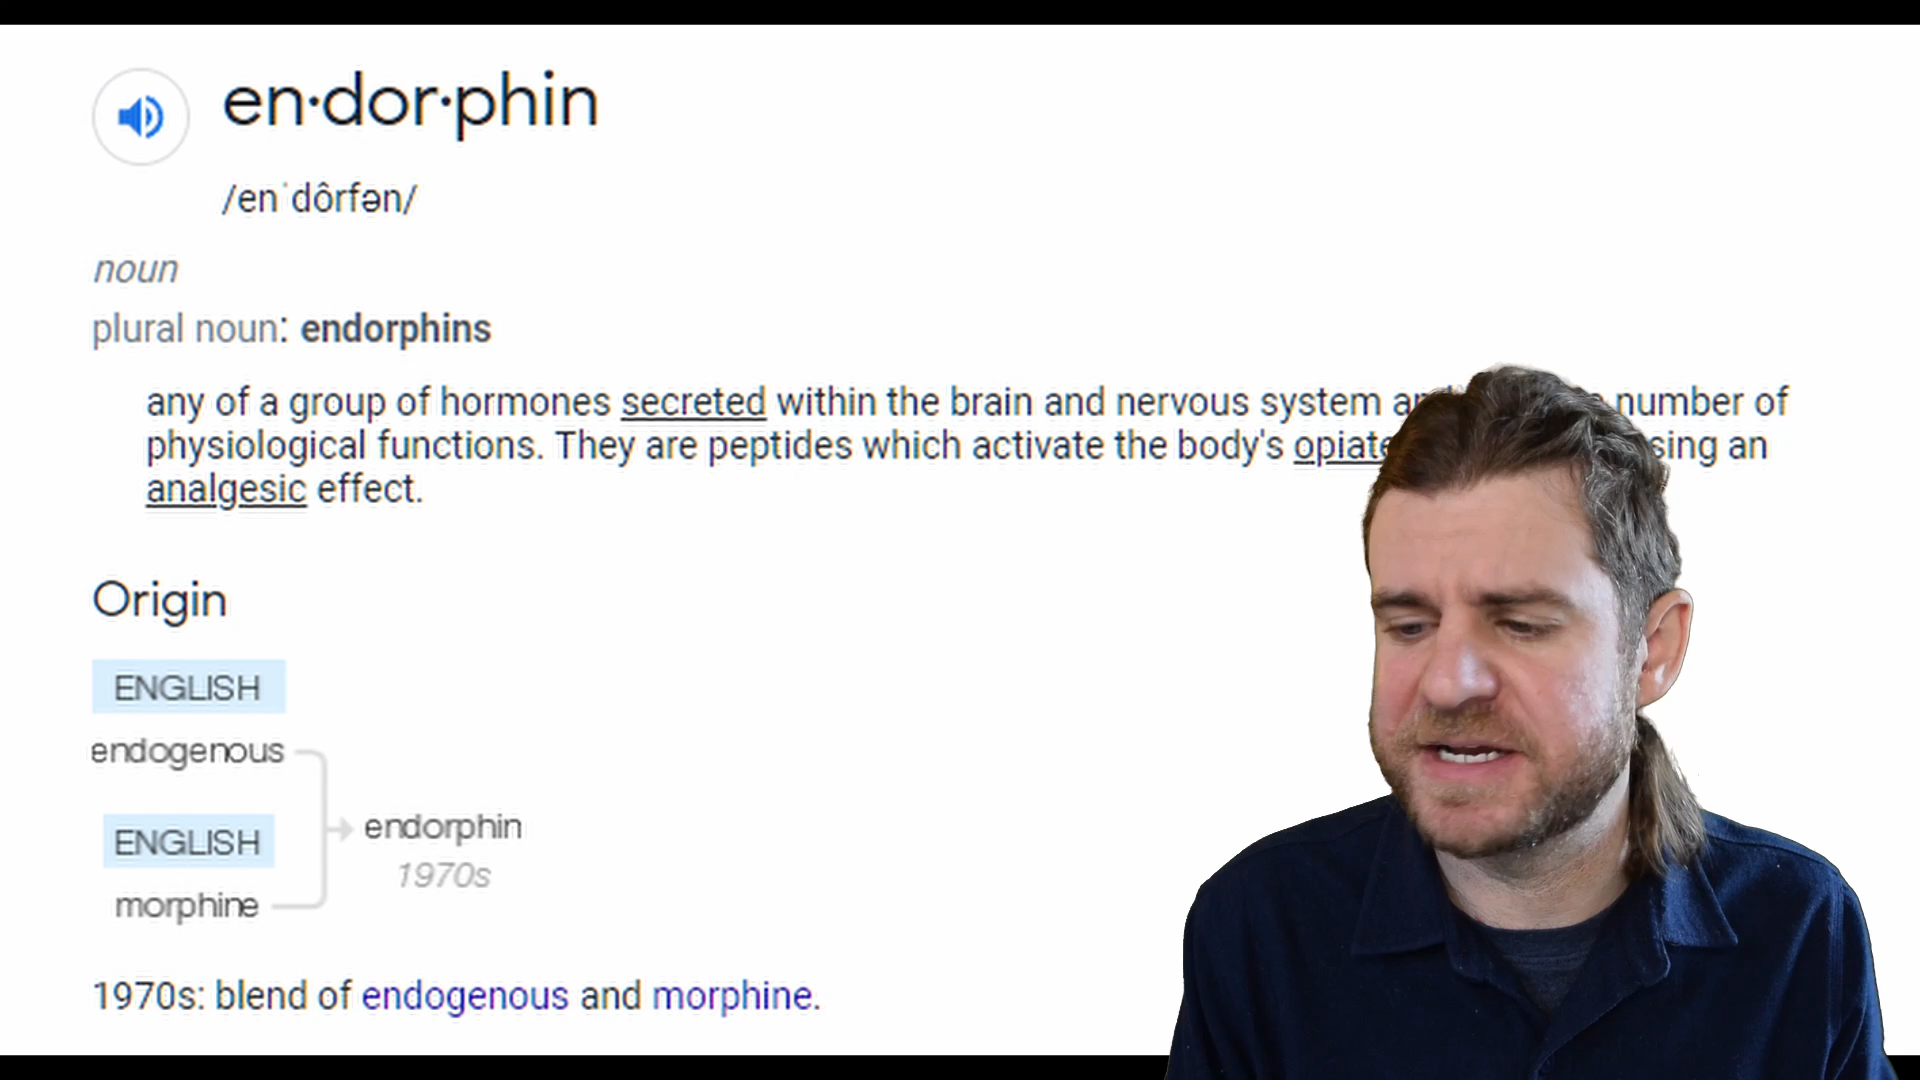 en·dor·phin
/enˈdôrfən/
noun
plural noun: endorphins
any of a group of hormones secreted within the brain and nervous system number of
physiological functions. They are peptides which activate the body's an
analgesic effect.
Origin
ENGLISH
endogenous
ENGLISH
morphine
endorphin
1970s
1970s: blend of endogenous and morphine.